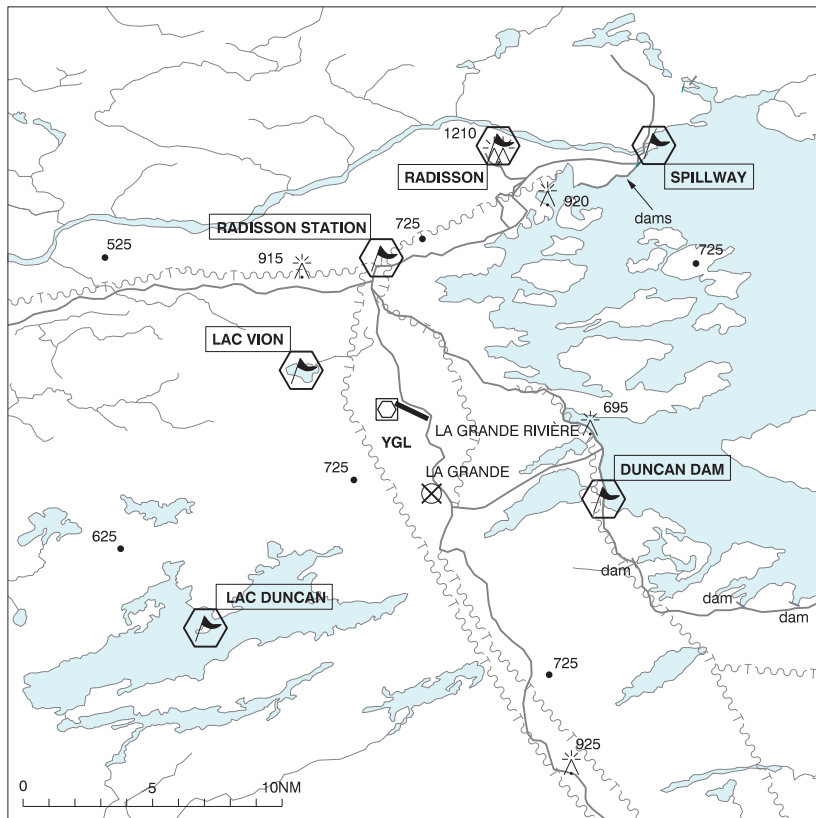 1210
RADISSON
SPILLWAY
920
dams
RADISSON STATION
725
725
525
915
LAC VION
695
LA GRANDE RIVIÈRE
YGL
LA GRANDE
DUNCAN DAM
725
625
dam
LAC DUNCAN
dam
dam
725
925
0 5 10NM